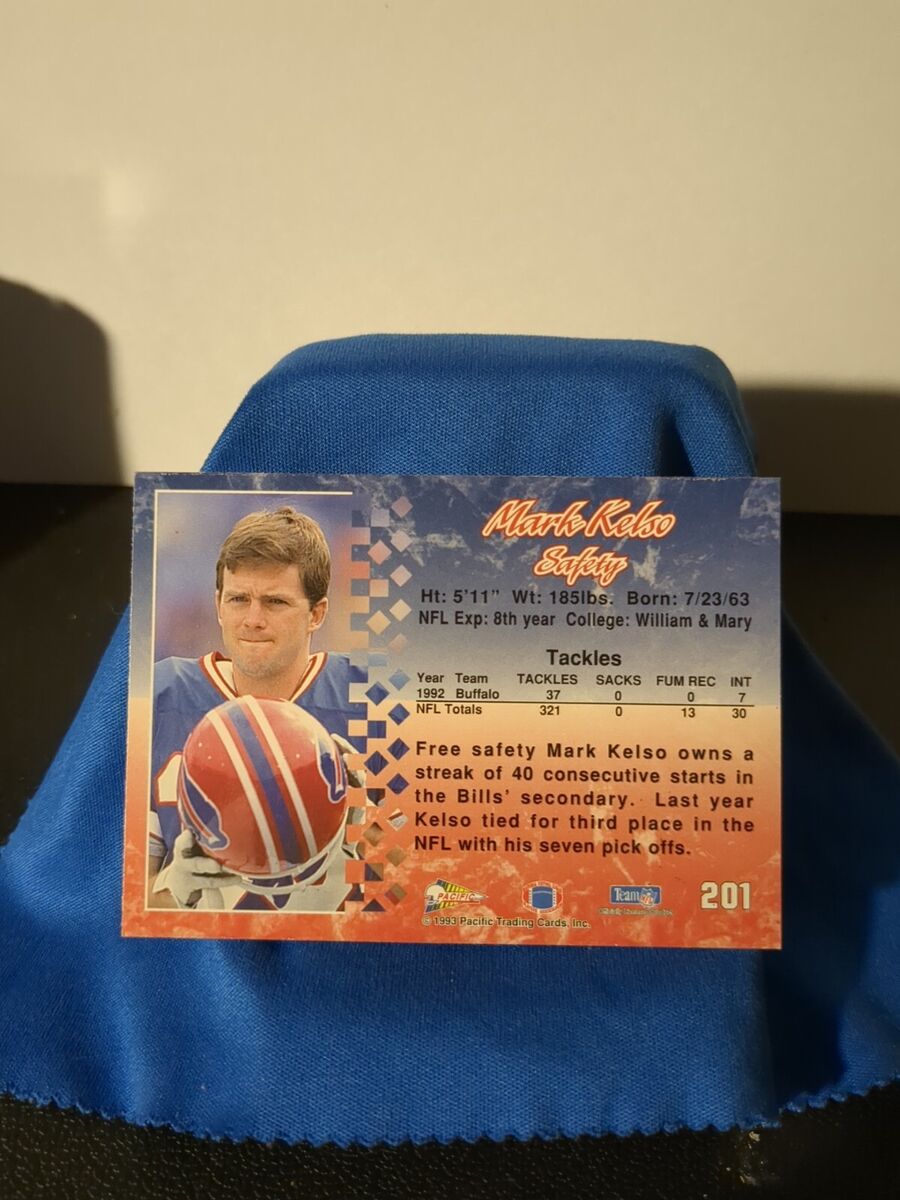 Mark Kelso
Safety
Ht: 5'11" Wt: 185lbs. Born: 7/23/63
NFL Exp: 8th year College: William & Mary
Tackles
Year Team TACKLES SACKS FUM REC INT
1992 Buffalo 37 0 0 7
NFL Totals 321 0 13 30
Free safety Mark Kelso owns a
streak of 40 consecutive starts in
the Bills' secondary. Last year
Kelso tied for third place in the
NFL with his seven pick offs.
PACIFIC
Team NFL
201
© 1993 Pacific Trading Cards, Inc.